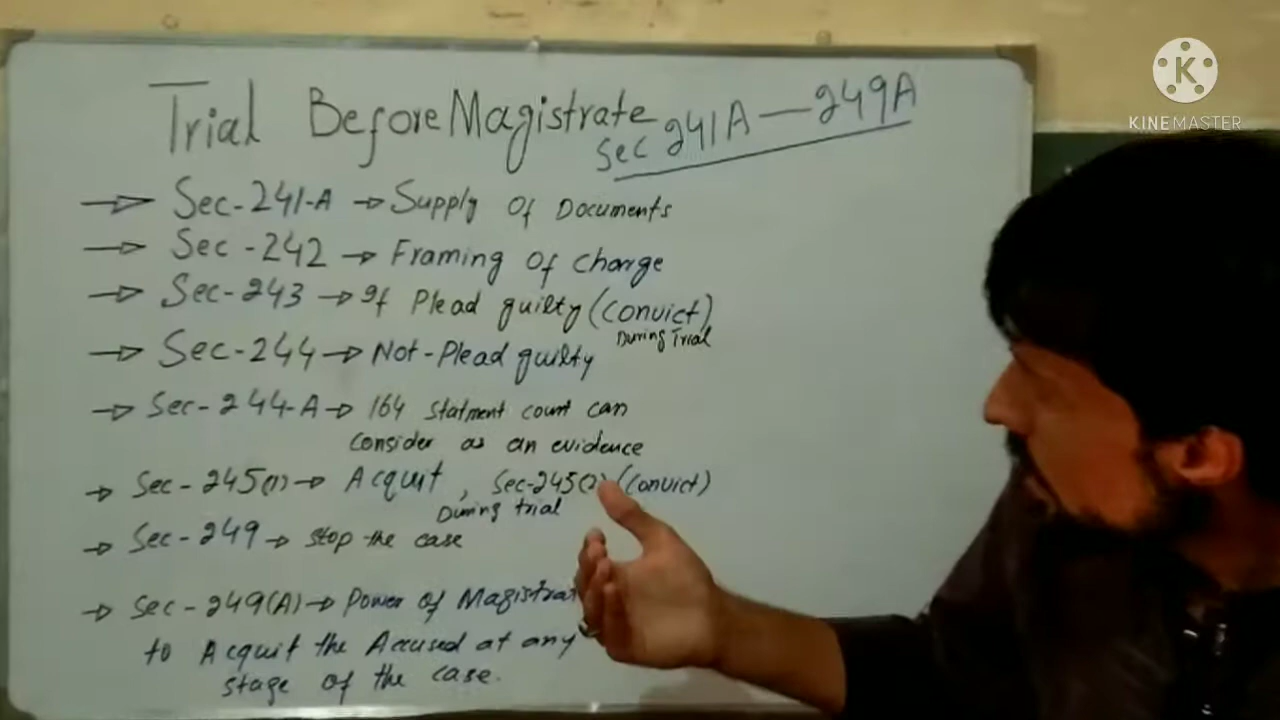 Trial Before Magistrate
Sec 241A — 249A
→ Sec-241-A → Supply Of Documents
→ Sec-242 → Framing Of charge
→ Sec-243 → If Plead guilty (Convict)
During Trial
→ Sec-244 → Not-Plead guilty
→ Sec-244-A → 164 statment court can
consider as an evidence
→ Sec-245(1) → Acquit, Sec-245(2) (Convict)
During trial
→ Sec-249 → Stop the case
→ Sec-249(A) → Power of Magistrat
to Acquit the Accused at any
stage of the case.
K
KINEMASTER